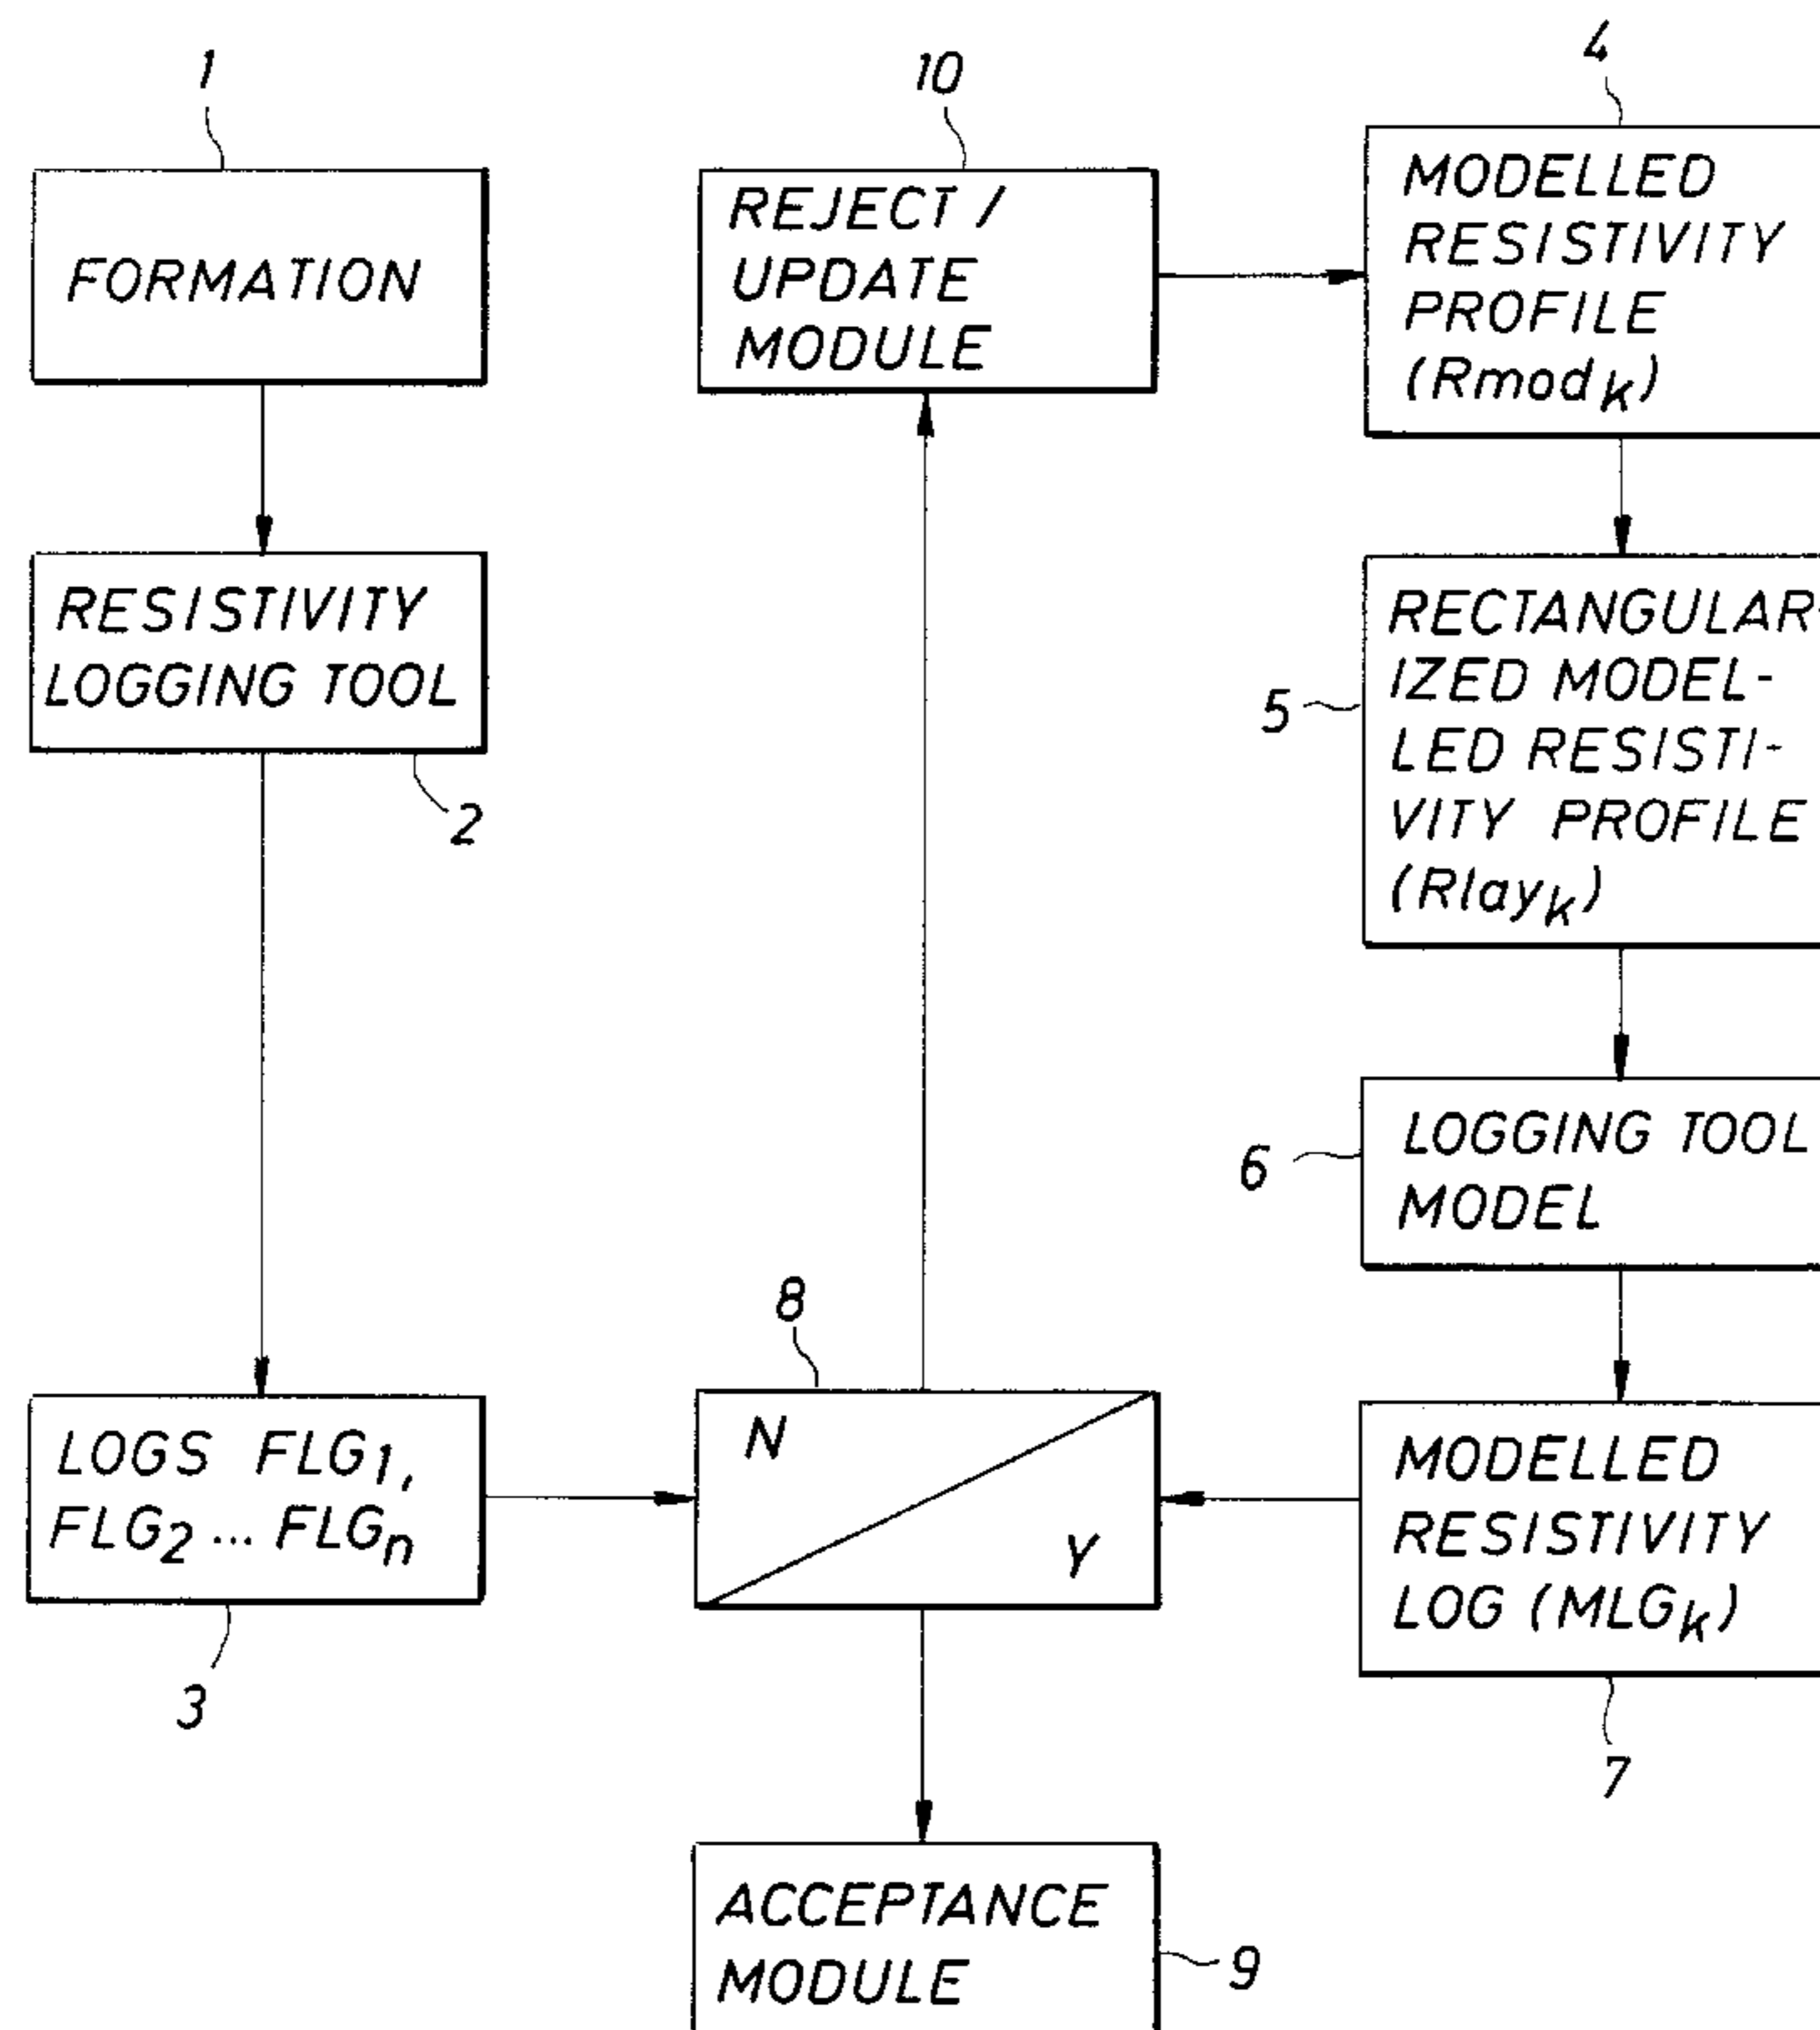 1
FORMATION
RESISTIVITY
LOGGING TOOL
2
LOGS FLG1,
FLG2 ... FLGn
3
10
REJECT /
UPDATE
MODULE
8
N
Y
ACCEPTANCE
MODULE
9
4
MODELLED
RESISTIVITY
PROFILE
(Rmodk)
5
RECTANGULAR-
IZED MODEL-
LED RESISTI-
VITY PROFILE
(Rlayk)
6
LOGGING TOOL
MODEL
MODELLED
RESISTIVITY
LOG (MLGk)
7